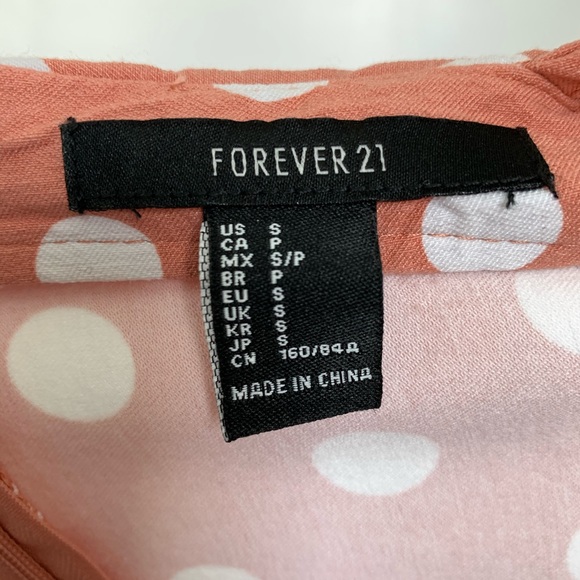 FOREVER 21
US S
CA P
MX S/P
BR P
EU S
UK S
KR S
JP S
CN 160/84A
MADE IN CHINA